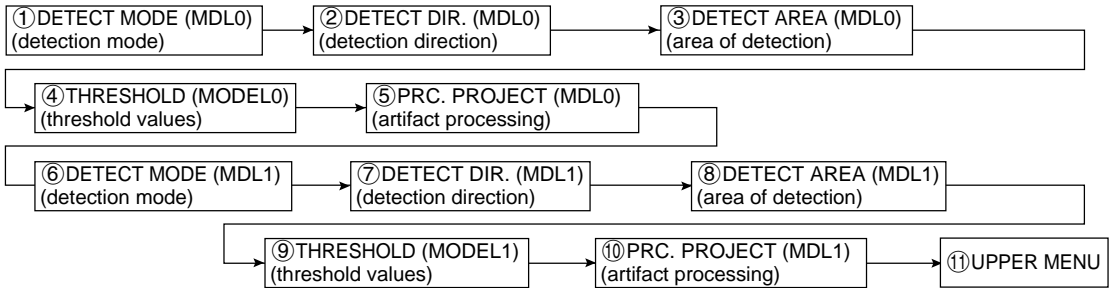 ①DETECT MODE (MDL0)
(detection mode)
②DETECT DIR. (MDL0)
(detection direction)
③DETECT AREA (MDL0)
(area of detection)
④THRESHOLD (MODEL0)
(threshold values)
⑤PRC. PROJECT (MDL0)
(artifact processing)
⑥DETECT MODE (MDL1)
(detection mode)
⑦DETECT DIR. (MDL1)
(detection direction)
⑧DETECT AREA (MDL1)
(area of detection)
⑨THRESHOLD (MODEL1)
(threshold values)
⑩PRC. PROJECT (MDL1)
(artifact processing)
⑪UPPER MENU